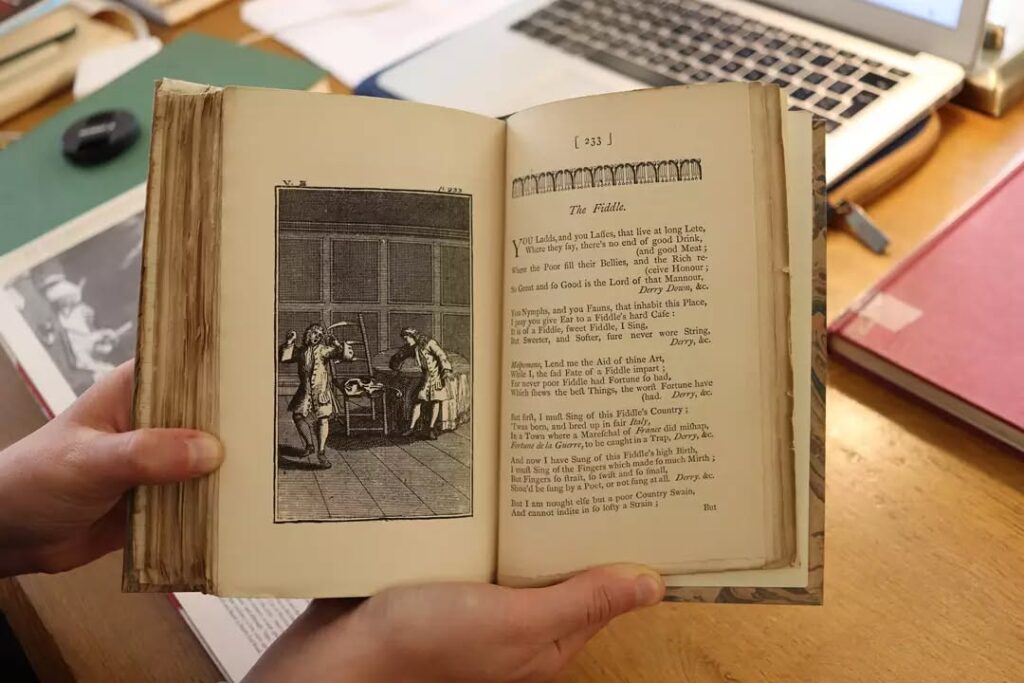 [ 233 ]
The Fiddle.
YOU Ladds, and you Laſſes, that live at long Lete,
Where they ſay, there's no end of good Drink,
(and good Meat;
Where the Poor fill their Bellies, and the Rich re-
(ceive Honour;
So Great and ſo Good is the Lord of that Mannour,
Derry Down, &c.
You Nymphs, and you Fauns, that inhabit this Place,
I pray you give Ear to a Fiddle's hard Caſe:
It is of a Fiddle, ſweet Fiddle, I Sing,
But Sweeter, and Softer, ſure never wore String,
Derry, &c.
Melpomene, Lend me the Aid of thine Art,
While I, the ſad Fate of a Fiddle impart;
For never poor Fiddle had Fortune ſo bad,
Which ſhews the beſt Things, the worſt Fortune have
(had. Derry, &c.
But firſt, I muſt Sing of this Fiddle's Country;
'Twas born, and bred up in fair Italy,
In a Town where a Mareſchal of France did miſhap,
Fortune de la Guerre, to be caught in a Trap, Derry, &c.
And now I have Sung of this Fiddle's high Birth,
I muſt Sing of the Fingers which made ſo much Mirth;
But Fingers ſo ſtrait, ſo ſwift and ſo ſmall,
Shou'd be ſung by a Poet, or not ſung at all. Derry. &c.
But I am nought elſe but a poor Country Swain,
And cannot indite in ſo lofty a Strain;
But